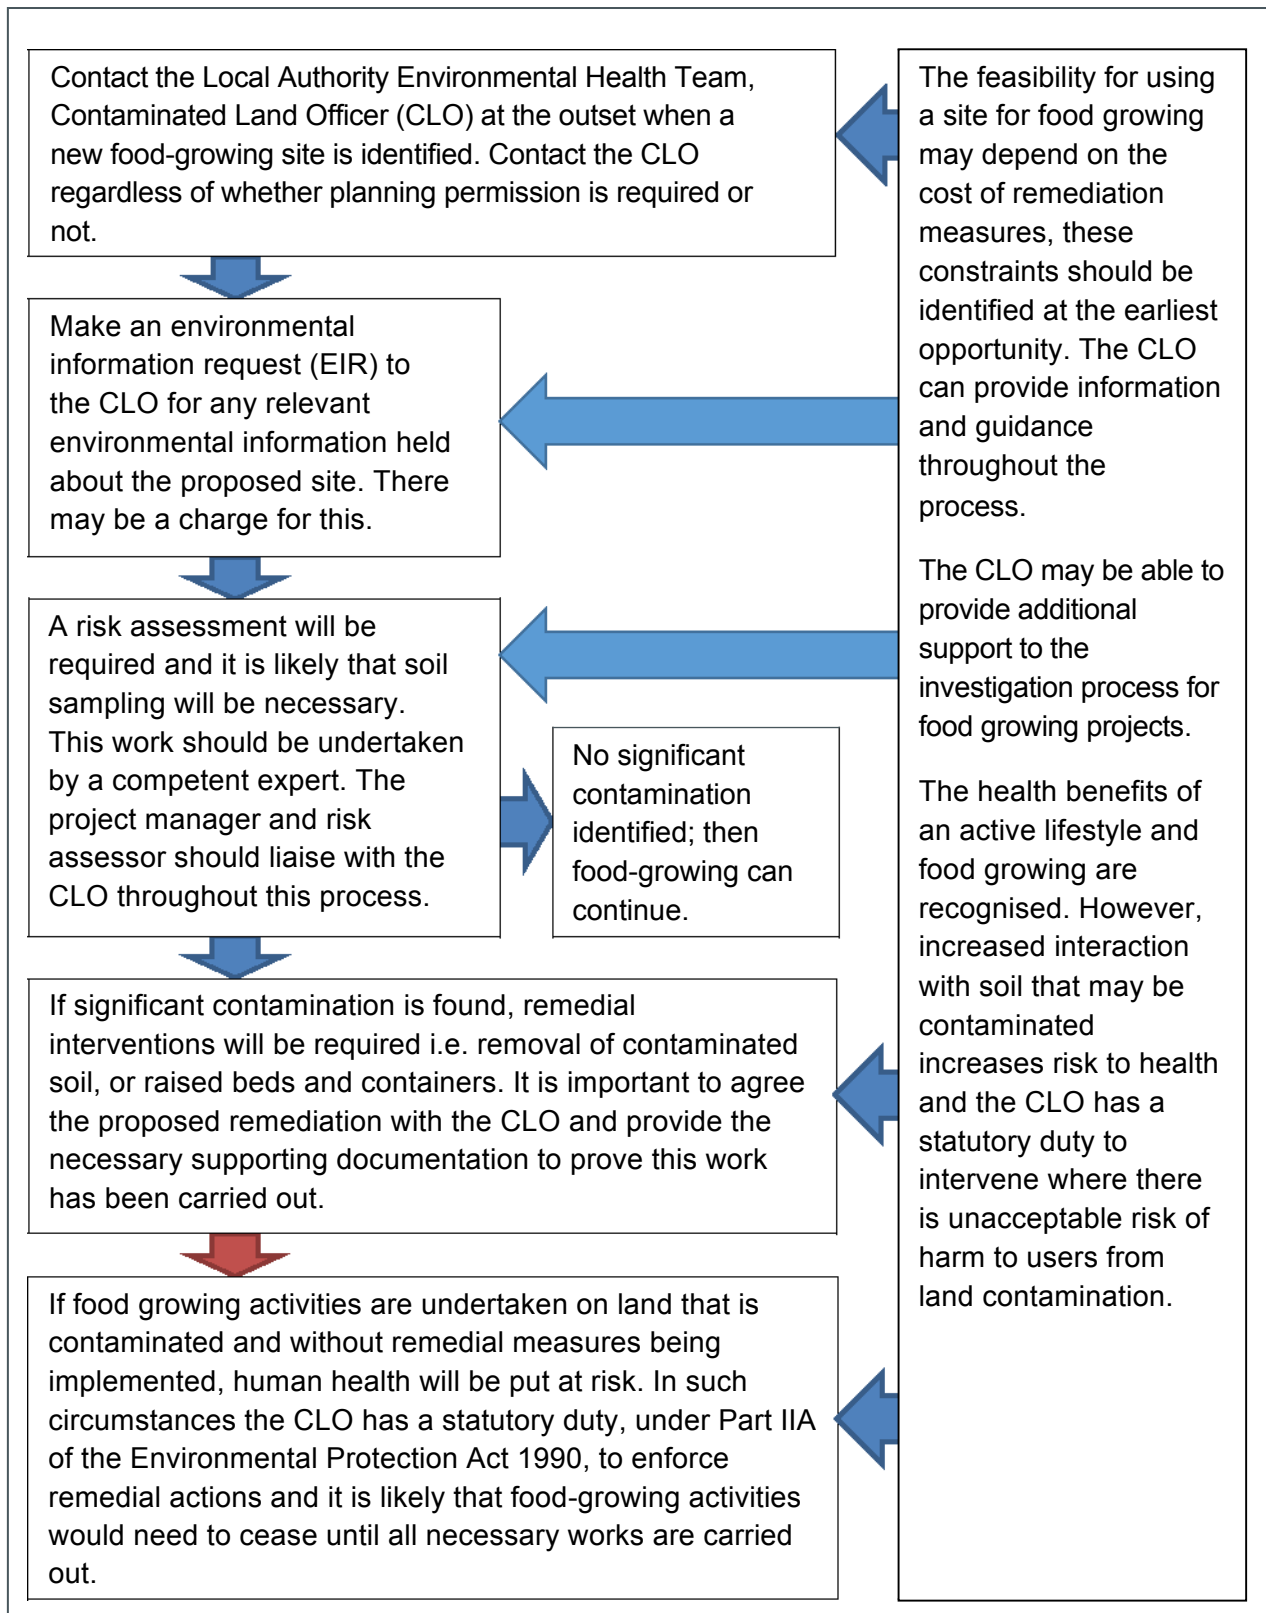 Contact the Local Authority Environmental Health Team,
Contaminated Land Officer (CLO) at the outset when a
new food-growing site is identified. Contact the CLO
regardless of whether planning permission is required or
not.
Make an environmental
information request (EIR) to
the CLO for any relevant
environmental information held
about the proposed site. There
may be a charge for this.
A risk assessment will be
required and it is likely that soil
sampling will be necessary.
This work should be undertaken
by a competent expert. The
project manager and risk
assessor should liaise with the
CLO throughout this process.
No significant
contamination
identified; then
food-growing can
continue.
If significant contamination is found, remedial
interventions will be required i.e. removal of contaminated
soil, or raised beds and containers. It is important to agree
the proposed remediation with the CLO and provide the
necessary supporting documentation to prove this work
has been carried out.
If food growing activities are undertaken on land that is
contaminated and without remedial measures being
implemented, human health will be put at risk. In such
circumstances the CLO has a statutory duty, under Part IIA
of the Environmental Protection Act 1990, to enforce
remedial actions and it is likely that food-growing activities
would need to cease until all necessary works are carried
out.
The feasibility for using
a site for food growing
may depend on the
cost of remediation
measures, these
constraints should be
identified at the earliest
opportunity. The CLO
can provide information
and guidance
throughout the
process.
The CLO may be able to
provide additional
support to the
investigation process for
food growing projects.
The health benefits of
an active lifestyle and
food growing are
recognised. However,
increased interaction
with soil that may be
contaminated
increases risk to health
and the CLO has a
statutory duty to
intervene where there
is unacceptable risk of
harm to users from
land contamination.